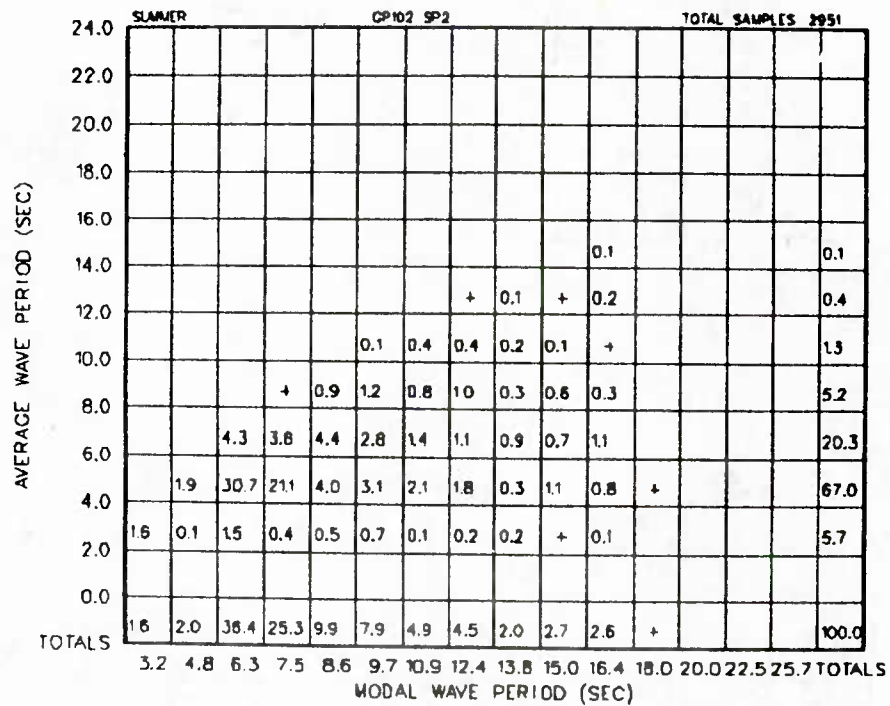 SUMMER GP102 SP2 TOTAL SAMPLES 2951
24.0
22.0
20.0
18.0
16.0
0.1 0.1
14.0
+ 0.1 + 0.2 0.4
12.0
0.1 0.4 0.4 0.2 0.1 + 1.3
10.0
+ 0.9 1.2 0.8 1.0 0.3 0.6 0.3 5.2
8.0
4.3 3.8 4.4 2.8 1.4 1.1 0.9 0.7 1.1 20.3
6.0
1.9 30.7 21.1 4.0 3.1 2.1 1.8 0.3 1.1 0.8 + 67.0
4.0
1.6 0.1 1.5 0.4 0.5 0.7 0.1 0.2 0.2 + 0.1 5.7
2.0
0.0
TOTALS 1.6 2.0 36.4 25.3 9.9 7.9 4.9 4.5 2.0 2.7 2.6 + 100.0
3.2 4.8 6.3 7.5 8.6 9.7 10.9 12.4 13.8 15.0 16.4 18.0 20.0 22.5 25.7 TOTALS
MODAL WAVE PERIOD (SEC)
AVERAGE WAVE PERIOD (SEC)